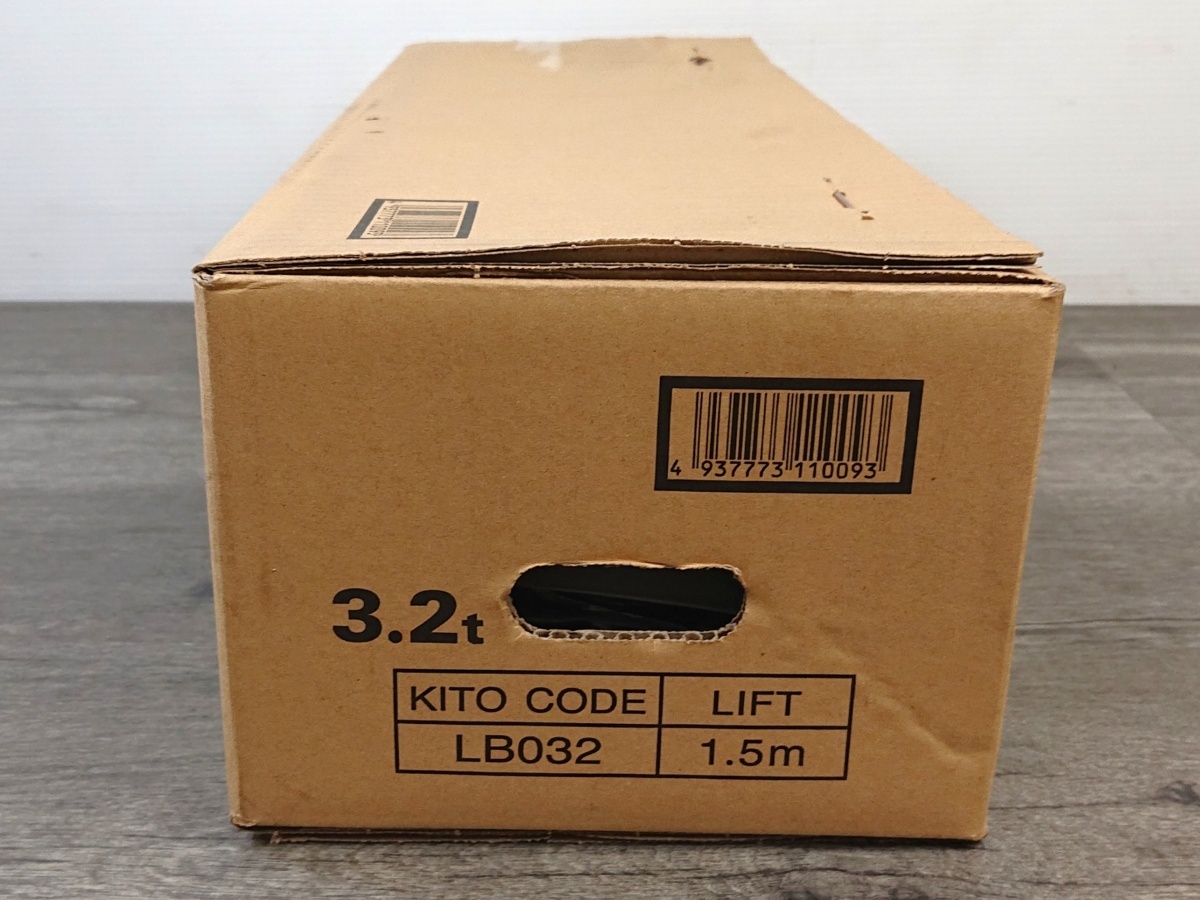 4 937773 110093
3.2t
KITO CODE LIFT
LB032 1.5m